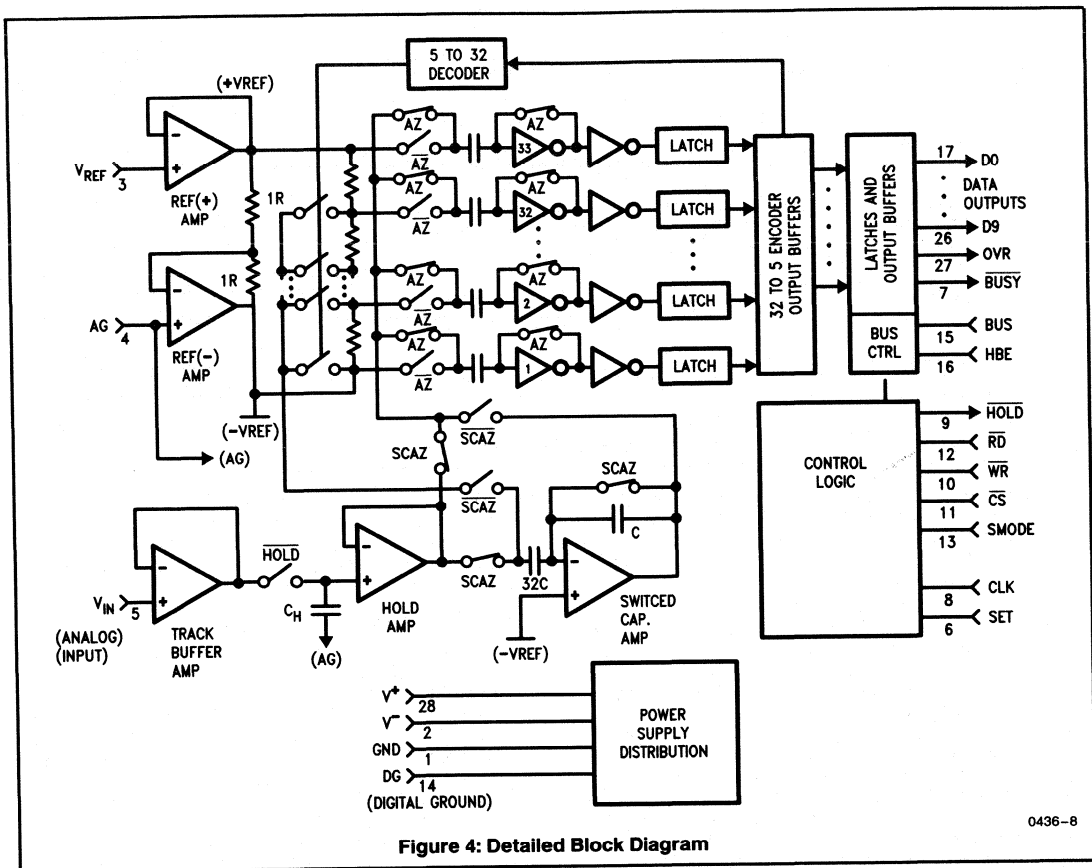 5 TO 32
DECODER
(+VREF)
VREF
3
REF(+)
AMP
1R
1R
AG
4
REF(-)
AMP
(-VREF)
(AG)
AZ
AZ
33
LATCH
AZ
AZ
32
LATCH
AZ
AZ
AZ
2
LATCH
AZ
AZ
1
LATCH
32 TO 5 ENCODER
OUTPUT BUFFERS
LATCHES AND
OUTPUT BUFFERS
BUS
CTRL
17
D0
DATA
OUTPUTS
D9
26
OVR
27
BUSY
7
BUS
15
HBE
16
CONTROL
LOGIC
HOLD
9
RD
12
WR
10
CS
11
SMODE
13
CLK
8
SET
6
SCAZ
SCAZ
SCAZ
SCAZ
C
SCAZ
32C
SWITCED
CAP.
AMP
(-VREF)
HOLD
HOLD
AMP
CH
(AG)
VIN
5
(ANALOG)
(INPUT)
TRACK
BUFFER
AMP
V+
28
V-
2
GND
1
DG
14
(DIGITAL GROUND)
POWER
SUPPLY
DISTRIBUTION
0436-8
Figure 4: Detailed Block Diagram